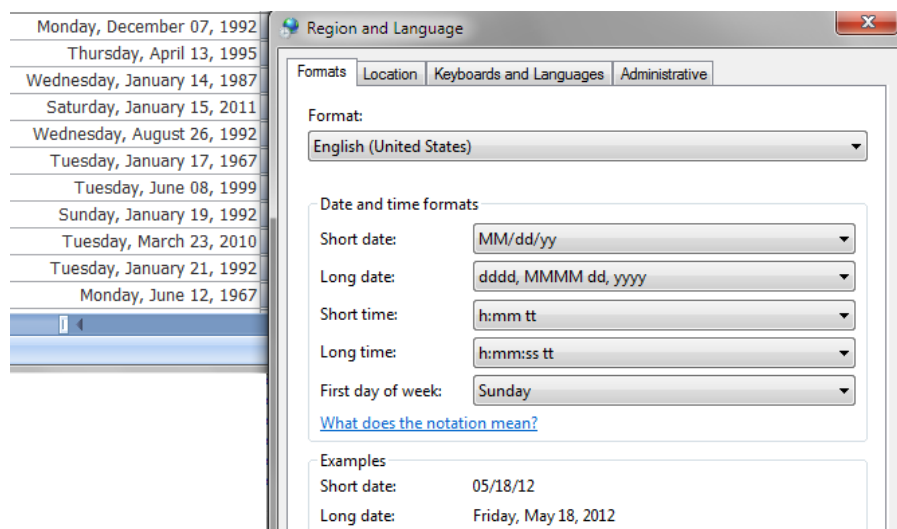 Monday, December 07, 1992
Thursday, April 13, 1995
Wednesday, January 14, 1987
Saturday, January 15, 2011
Wednesday, August 26, 1992
Tuesday, January 17, 1967
Tuesday, June 08, 1999
Sunday, January 19, 1992
Tuesday, March 23, 2010
Tuesday, January 21, 1992
Monday, June 12, 1967
Region and Language
Formats Location Keyboards and Languages Administrative
Format:
English (United States)
Date and time formats
Short date: MM/dd/yy
Long date: dddd, MMMM dd, yyyy
Short time: h:mm tt
Long time: h:mm:ss tt
First day of week: Sunday
What does the notation mean?
Examples
Short date: 05/18/12
Long date: Friday, May 18, 2012